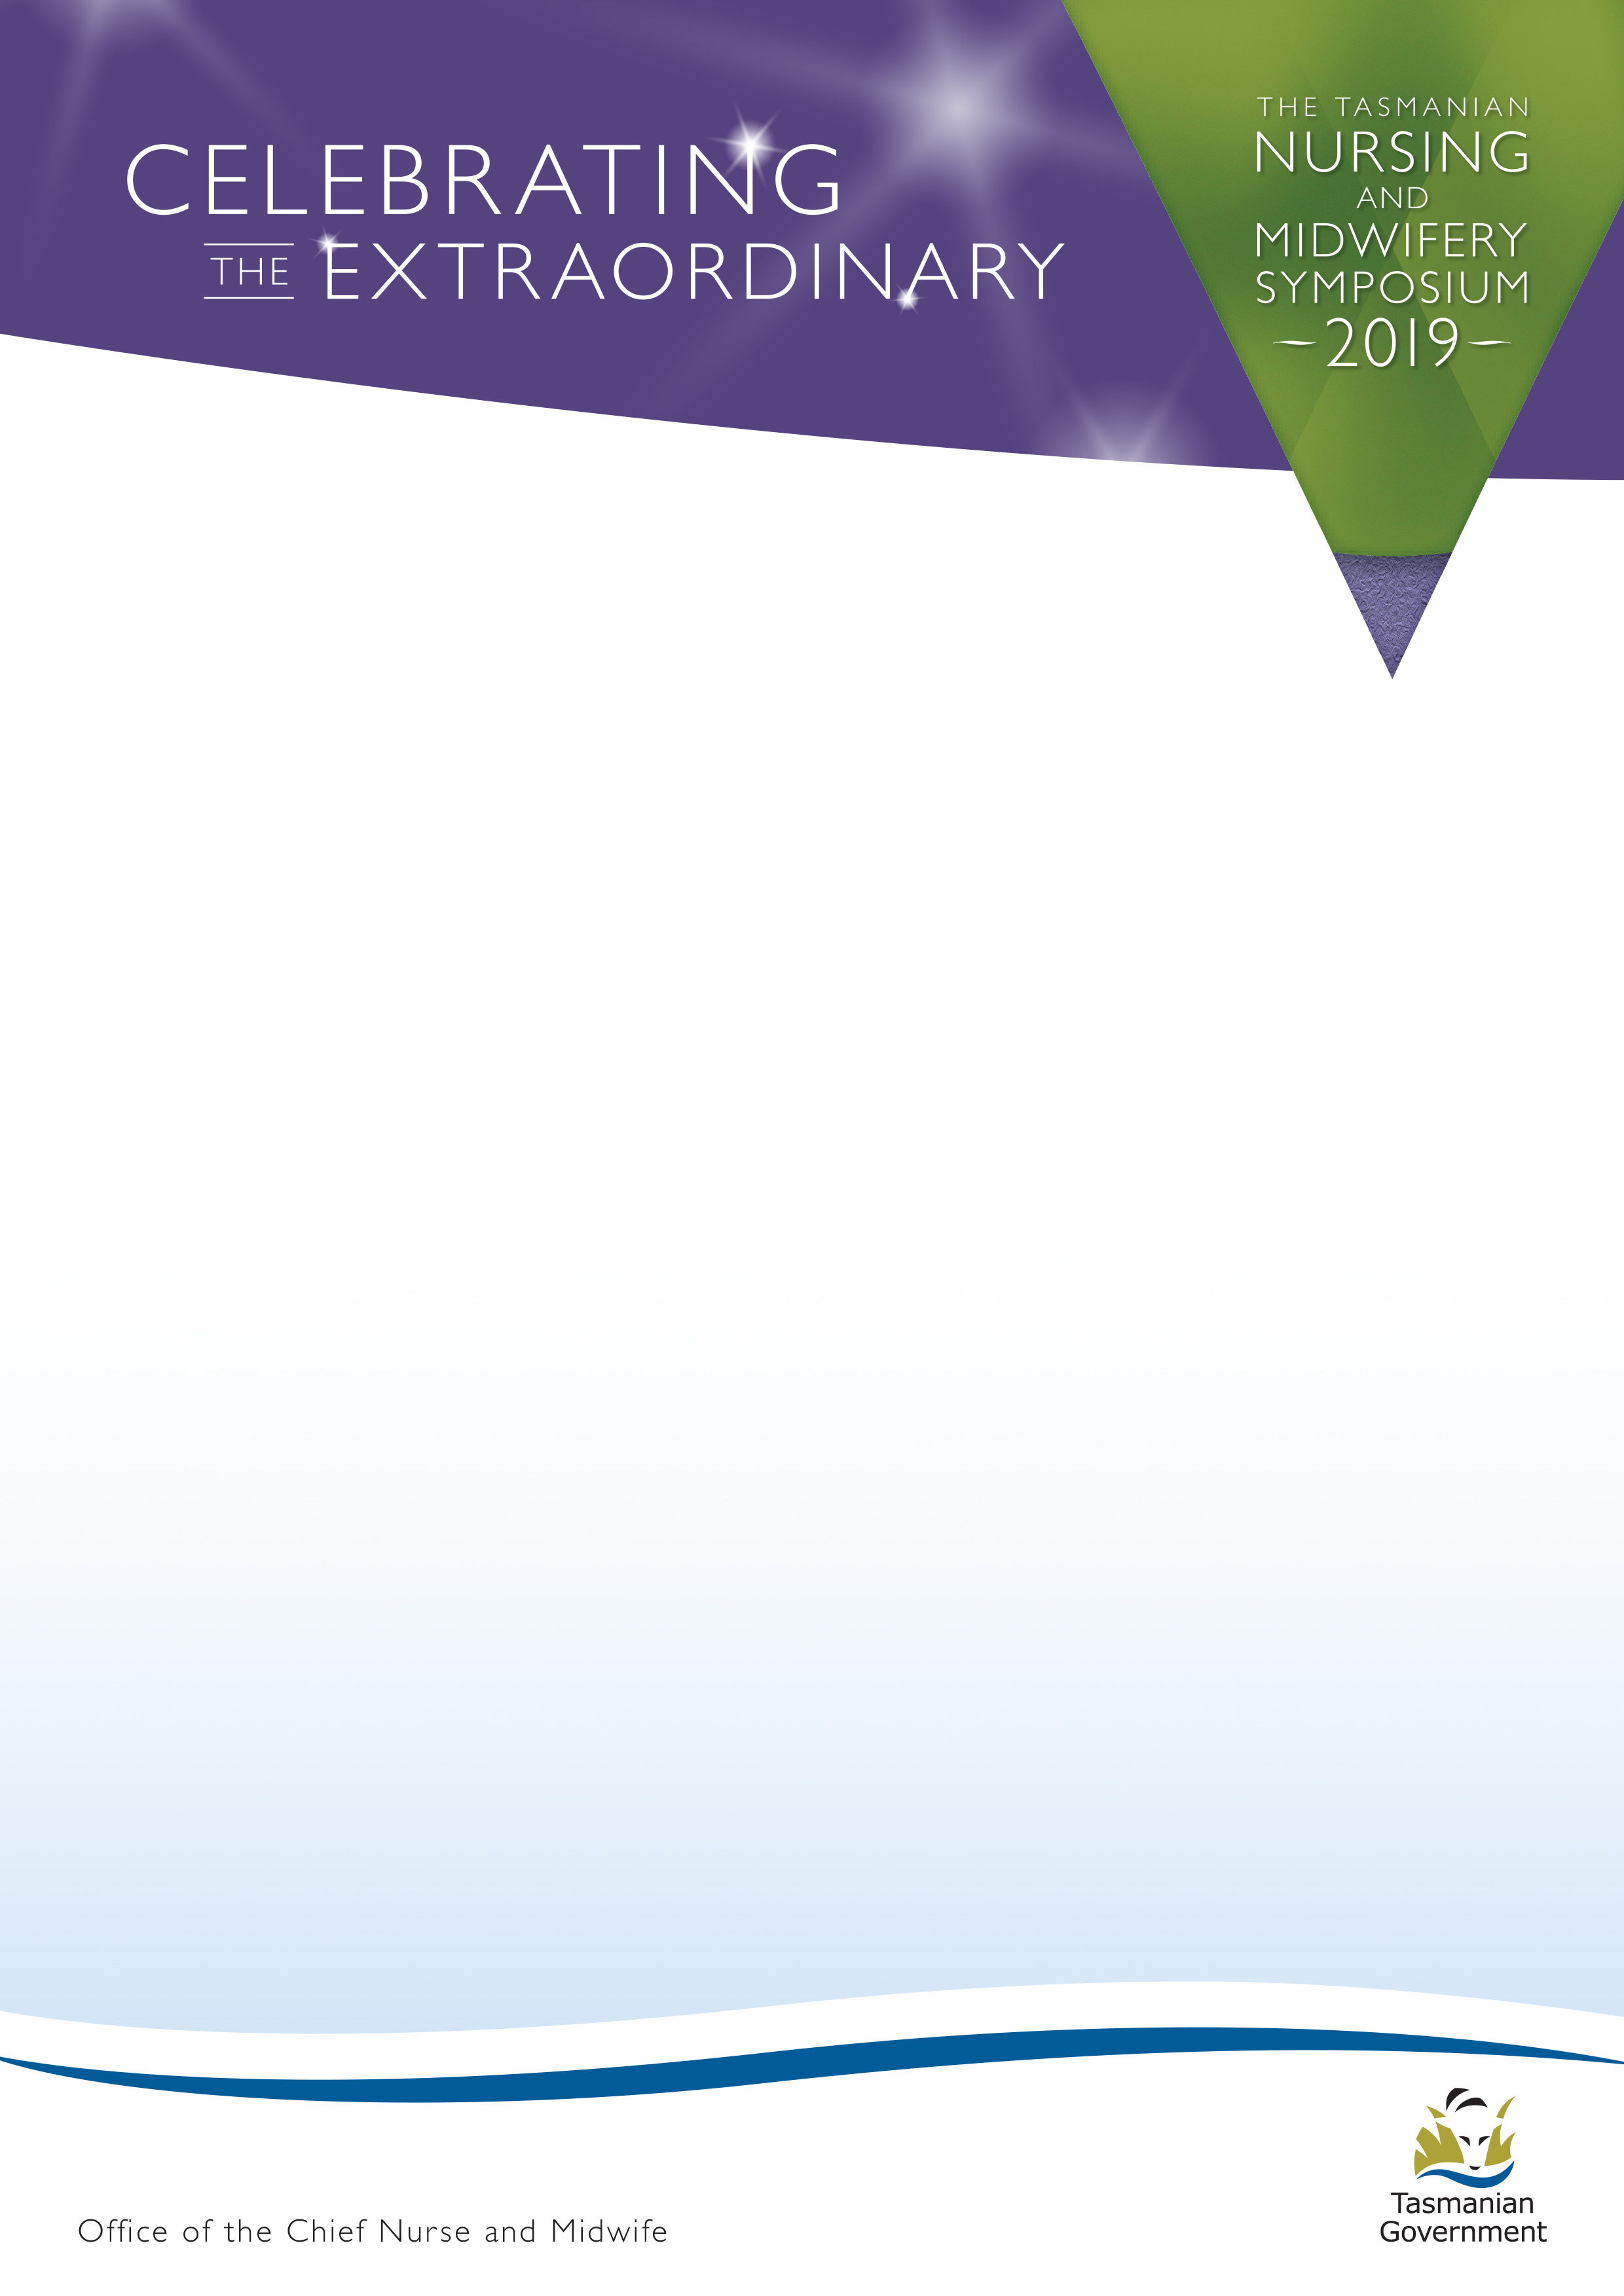 CELEBRATING
THE EXTRAORDINARY
THE TASMANIAN
NURSING
AND
MIDWIFERY
SYMPOSIUM
2019
Office of the Chief Nurse and Midwife
Tasmanian
Government